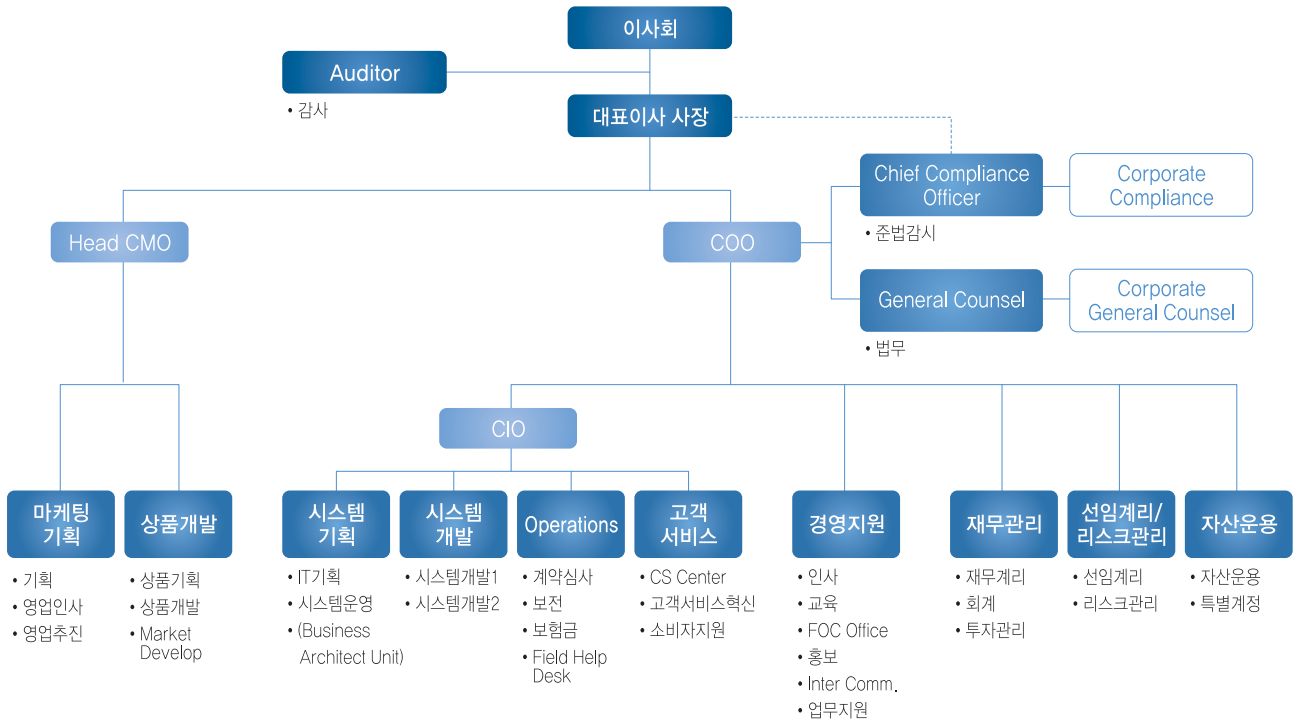 이사회
Auditor
• 감사
대표이사 사장
Chief Compliance
Officer
• 준법감시
Corporate
Compliance
Head CMO
COO
General Counsel
• 법무
Corporate
General Counsel
CIO
마케팅
기획
• 기획
• 영업인사
• 영업추진
상품개발
• 상품기획
• 상품개발
• Market
Develop
시스템
기획
• IT기획
• 시스템운영
• (Business
Architect Unit)
시스템
개발
• 시스템개발1
• 시스템개발2
Operations
• 계약심사
• 보전
• 보험금
• Field Help
Desk
고객
서비스
• CS Center
• 고객서비스혁신
• 소비자지원
경영지원
• 인사
• 교육
• FOC Office
• 홍보
• Inter Comm.
• 업무지원
재무관리
• 재무계리
• 회계
• 투자관리
선임계리/
리스크관리
• 선임계리
• 리스크관리
자산운용
• 자산운용
• 특별계정